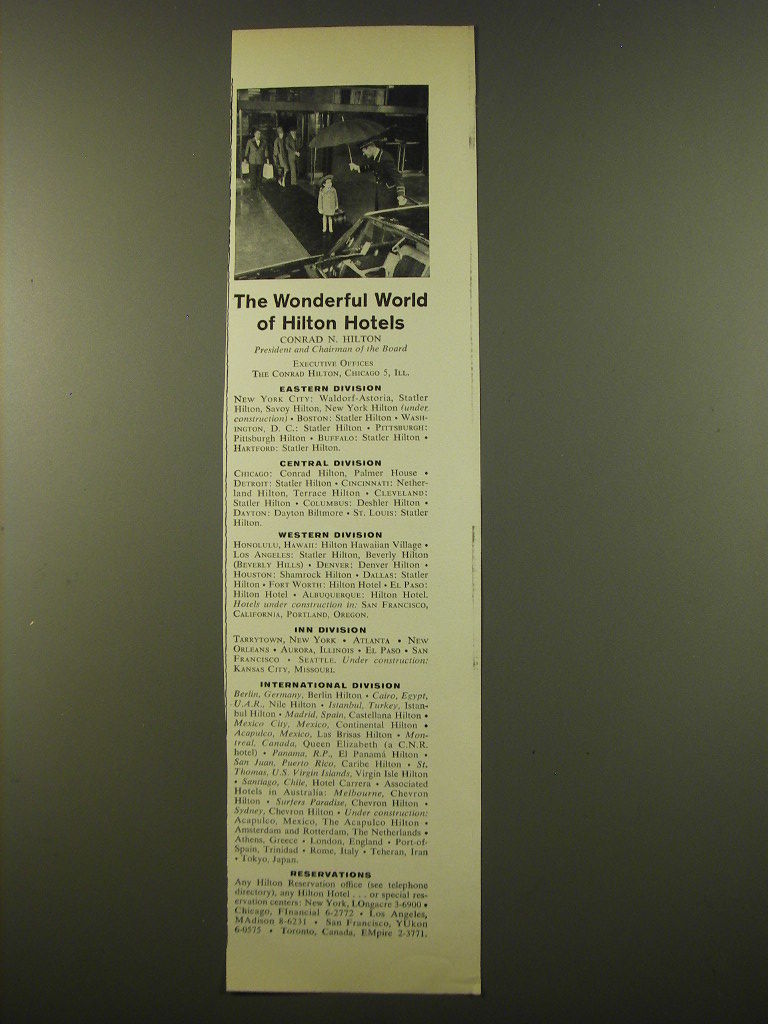 The Wonderful World
of Hilton Hotels
CONRAD N. HILTON
President and Chairman of the Board
EXECUTIVE OFFICES
THE CONRAD HILTON, CHICAGO 5, ILL.
EASTERN DIVISION
NEW YORK CITY: Waldorf-Astoria, Statler
Hilton, Savoy Hilton, New York Hilton (under
construction) • BOSTON: Statler Hilton • WASH-
INGTON, D. C.: Statler Hilton • PITTSBURGH:
Pittsburgh Hilton • BUFFALO: Statler Hilton •
HARTFORD: Statler Hilton.
CENTRAL DIVISION
CHICAGO: Conrad Hilton, Palmer House •
DETROIT: Statler Hilton • CINCINNATI: Nether-
land Hilton, Terrace Hilton • CLEVELAND:
Statler Hilton • COLUMBUS: Deshler Hilton •
DAYTON: Dayton Biltmore • ST. LOUIS: Statler
Hilton.
WESTERN DIVISION
HONOLULU, HAWAII: Hilton Hawaiian Village •
LOS ANGELES: Statler Hilton, Beverly Hilton
(BEVERLY HILLS) • DENVER: Denver Hilton •
HOUSTON: Shamrock Hilton • DALLAS: Statler
Hilton • FORT WORTH: Hilton Hotel • EL PASO:
Hilton Hotel • ALBUQUERQUE: Hilton Hotel.
Hotels under construction in: SAN FRANCISCO,
CALIFORNIA, PORTLAND, OREGON.
INN DIVISION
TARRYTOWN, NEW YORK • ATLANTA • NEW
ORLEANS • AURORA, ILLINOIS • EL PASO • SAN
FRANCISCO • SEATTLE. Under construction:
KANSAS CITY, MISSOURI.
INTERNATIONAL DIVISION
Berlin, Germany, Berlin Hilton • Cairo, Egypt,
U.A.R., Nile Hilton • Istanbul, Turkey, Istan-
bul Hilton • Madrid, Spain, Castellana Hilton •
Mexico City, Mexico, Continental Hilton •
Acapulco, Mexico, Las Brisas Hilton • Mon-
treal, Canada, Queen Elizabeth (a C.N.R.
hotel) • Panama, R.P., El Panamá Hilton •
San Juan, Puerto Rico, Caribe Hilton • St.
Thomas, U.S. Virgin Islands, Virgin Isle Hilton
• Santiago, Chile, Hotel Carrera • Associated
Hotels in Australia: Melbourne, Chevron
Hilton • Surfers Paradise, Chevron Hilton •
Sydney, Chevron Hilton • Under construction:
Acapulco, Mexico, The Acapulco Hilton •
Amsterdam and Rotterdam, The Netherlands •
Athens, Greece • London, England • Port-of-
Spain, Trinidad • Rome, Italy • Teheran, Iran
• Tokyo, Japan.
RESERVATIONS
Any Hilton Reservation office (see telephone
directory), any Hilton Hotel . . . or special res-
ervation centers: New York, LOngacre 3-6900 •
Chicago, FInancial 6-2772 • Los Angeles,
MAdison 8-6231 • San Francisco, YUkon
6-0575 • Toronto, Canada, EMpire 2-3771.